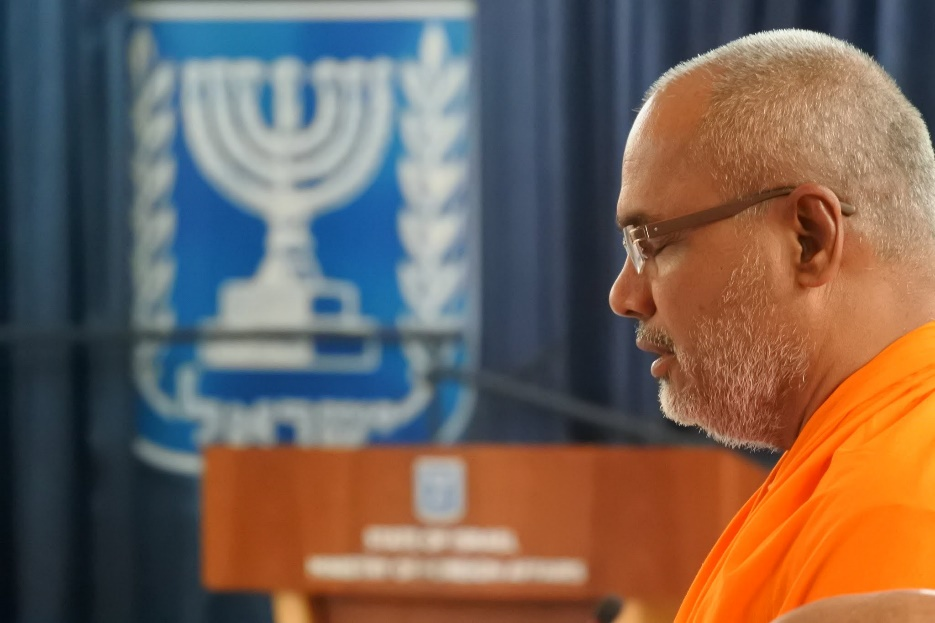 ישראל
STATE OF ISRAEL
MINISTRY OF FOREIGN AFFAIRS